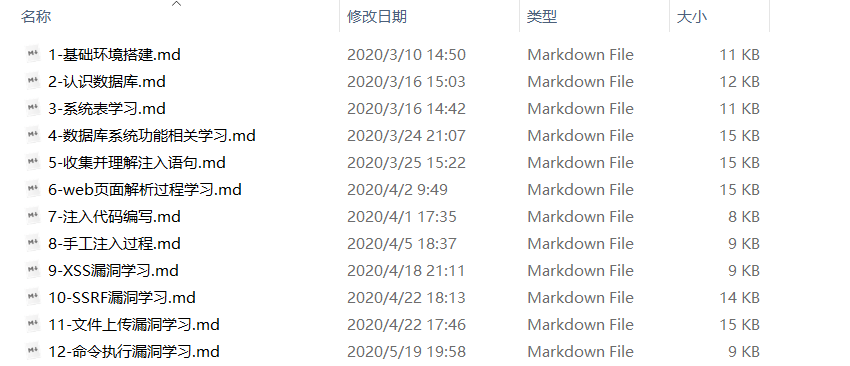 名称 修改日期 类型 大小
1-基础环境搭建.md 2020/3/10 14:50 Markdown File 11 KB
2-认识数据库.md 2020/3/16 15:03 Markdown File 12 KB
3-系统表学习.md 2020/3/16 14:42 Markdown File 11 KB
4-数据库系统功能相关学习.md 2020/3/24 21:07 Markdown File 15 KB
5-收集并理解注入语句.md 2020/3/25 15:22 Markdown File 15 KB
6-web页面解析过程学习.md 2020/4/2 9:49 Markdown File 15 KB
7-注入代码编写.md 2020/4/1 17:35 Markdown File 8 KB
8-手工注入过程.md 2020/4/5 18:37 Markdown File 9 KB
9-XSS漏洞学习.md 2020/4/18 21:11 Markdown File 9 KB
10-SSRF漏洞学习.md 2020/4/22 18:13 Markdown File 14 KB
11-文件上传漏洞学习.md 2020/4/22 17:46 Markdown File 15 KB
12-命令执行漏洞学习.md 2020/5/19 19:58 Markdown File 9 KB